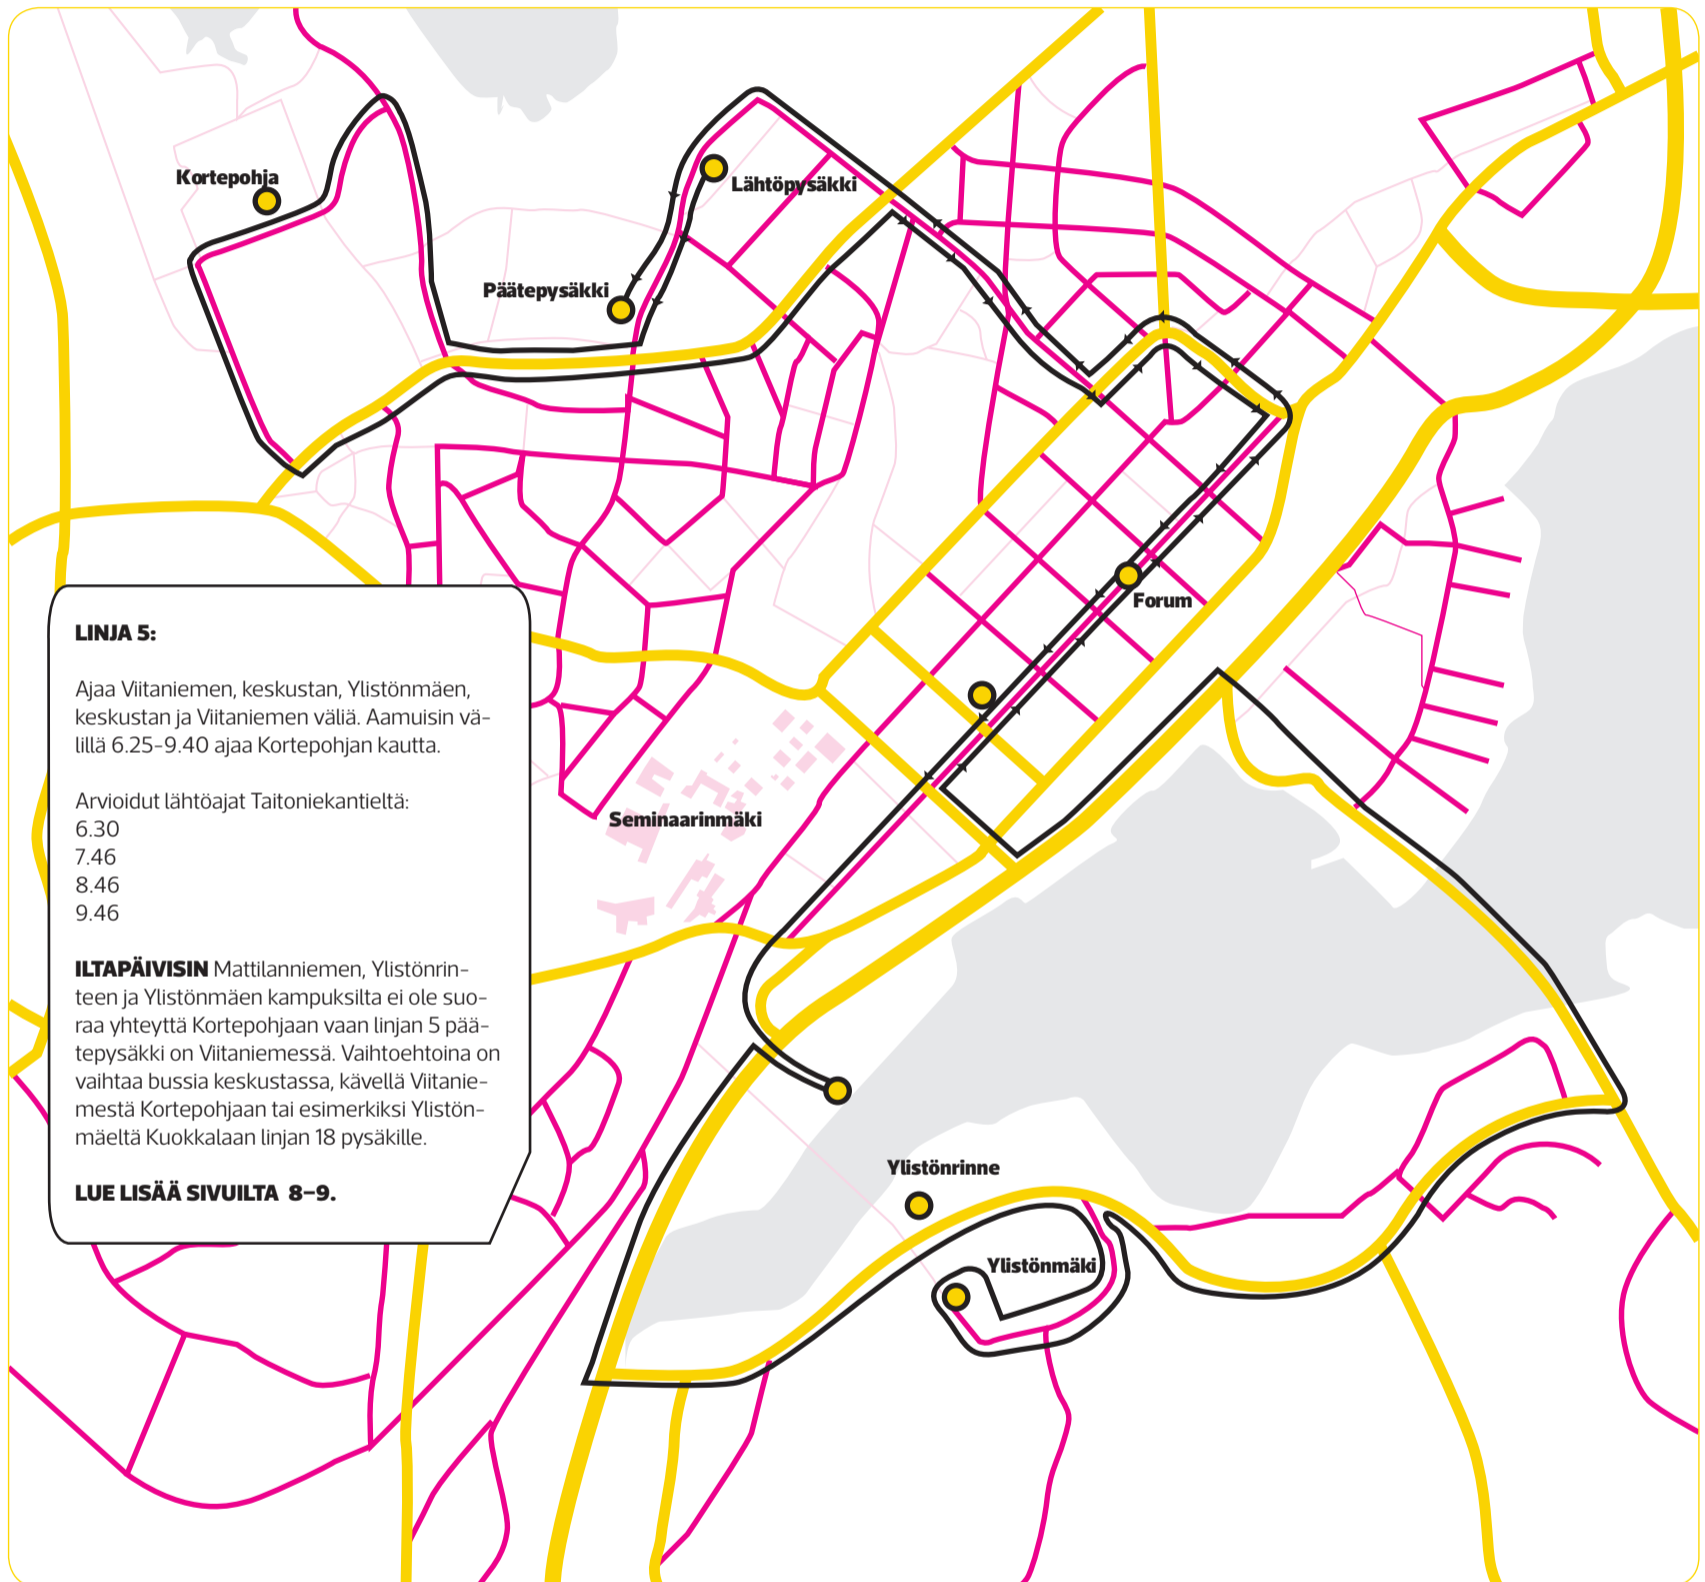 Kortepohja
Lähtöpysäkki
Päätepysäkki
Forum
Seminaarinmäki
Ylistönrinne
Ylistönmäki
LINJA 5:
Ajaa Viitaniemen, keskustan, Ylistönmäen,
keskustan ja Viitaniemen väliä. Aamuisin vä-
lillä 6.25-9.40 ajaa Kortepohjan kautta.
Arvioidut lähtöajat Taitoniekantieltä:
6.30
7.46
8.46
9.46
ILTAPÄIVISIN Mattilanniemen, Ylistönrin-
teen ja Ylistönmäen kampuksilta ei ole suo-
raa yhteyttä Kortepohjaan vaan linjan 5 pää-
tepysäkki on Viitaniemessä. Vaihtoehtoina on
vaihtaa bussia keskustassa, kävellä Viitanie-
mestä Kortepohjaan tai esimerkiksi Ylistön-
mäeltä Kuokkalaan linjan 18 pysäkille.
LUE LISÄÄ SIVUILTA 8–9.